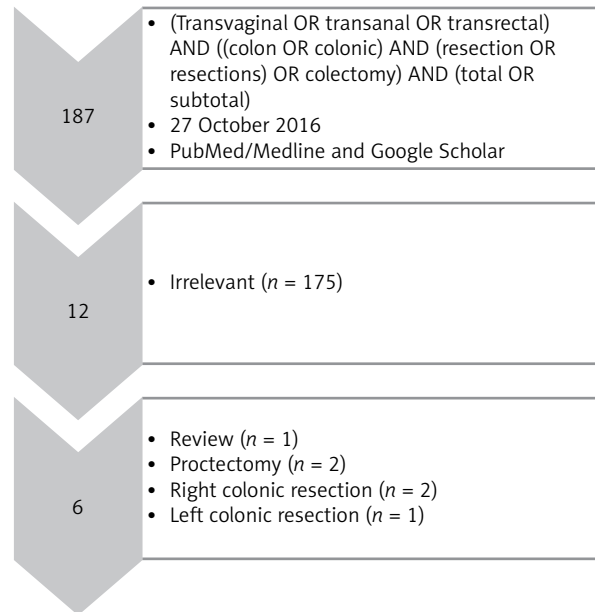 187
• (Transvaginal OR transanal OR transrectal)
AND ((colon OR colonic) AND (resection OR
resections) OR colectomy) AND (total OR
subtotal)
• 27 October 2016
• PubMed/Medline and Google Scholar
12
• Irrelevant (n = 175)
6
• Review (n = 1)
• Proctectomy (n = 2)
• Right colonic resection (n = 2)
• Left colonic resection (n = 1)